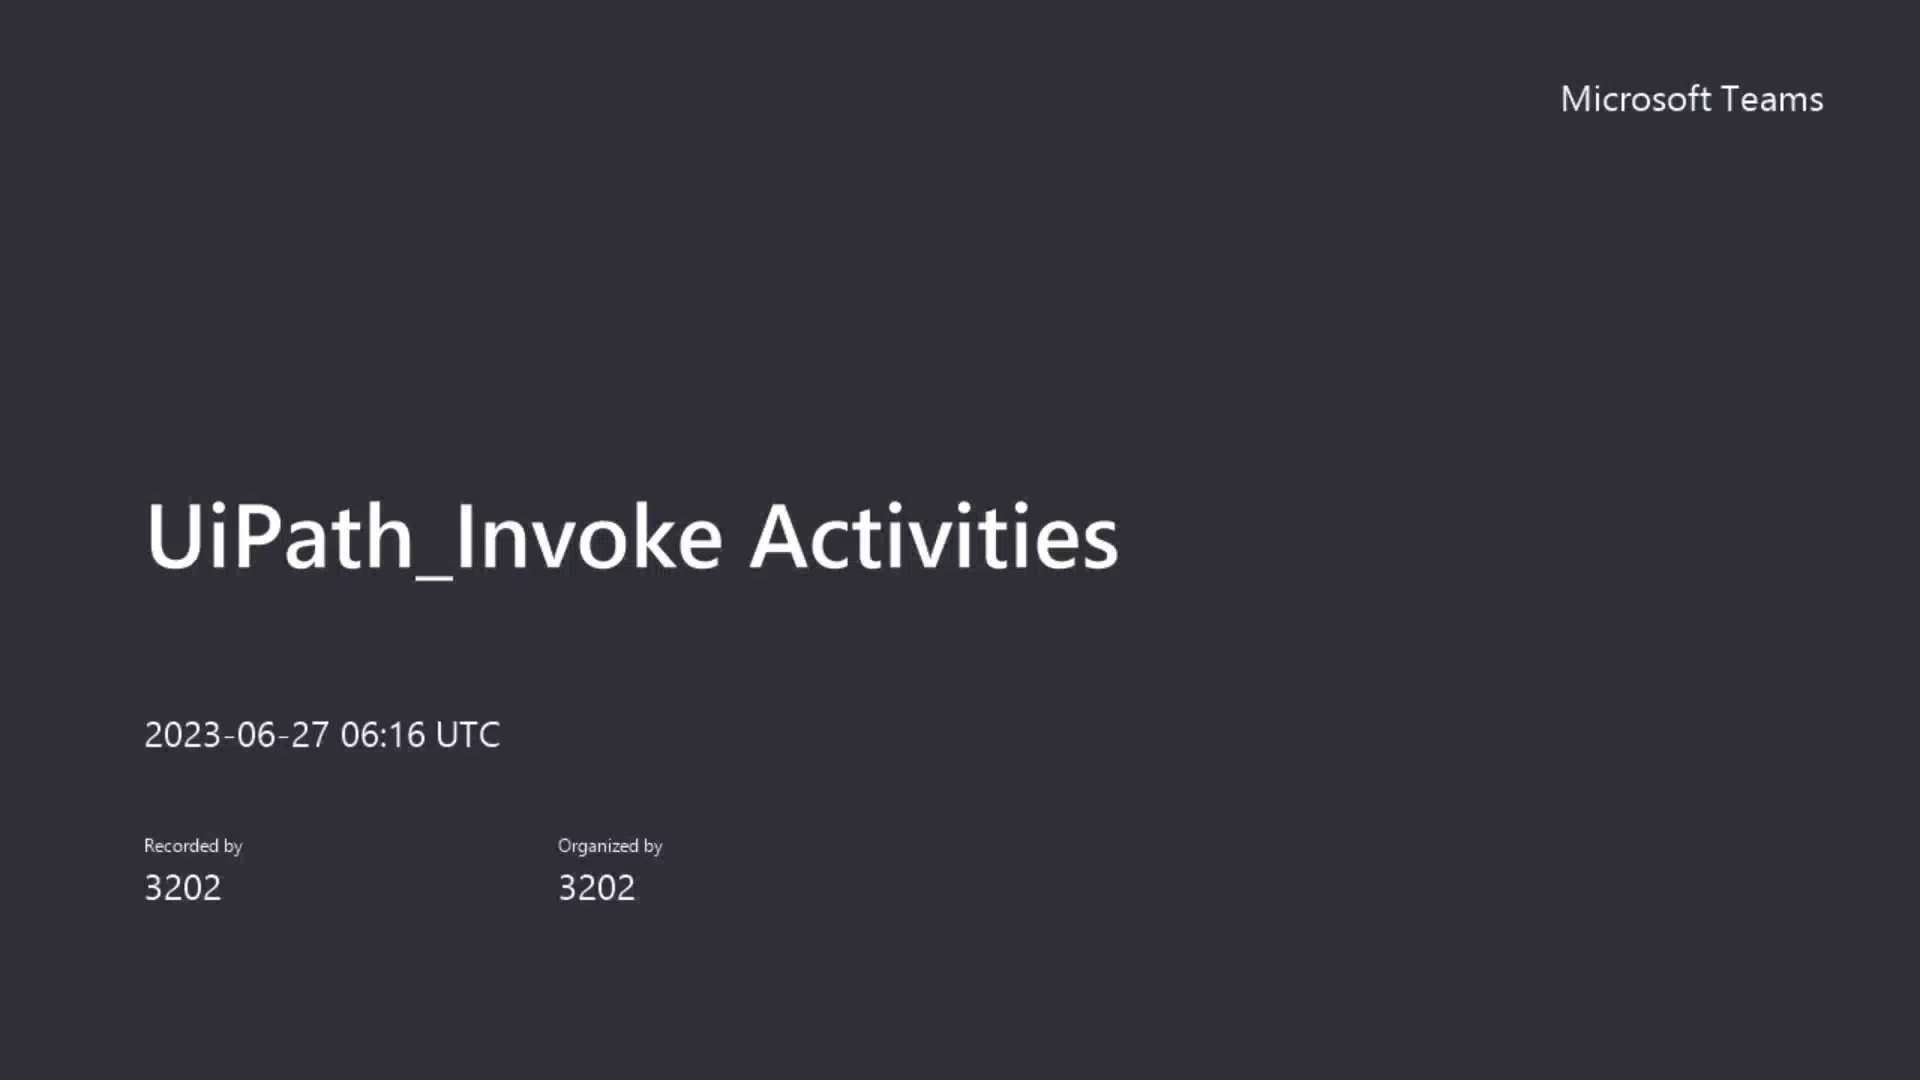 Microsoft Teams
UiPath_Invoke Activities
2023-06-27 06:16 UTC
Recorded by
3202
Organized by
3202